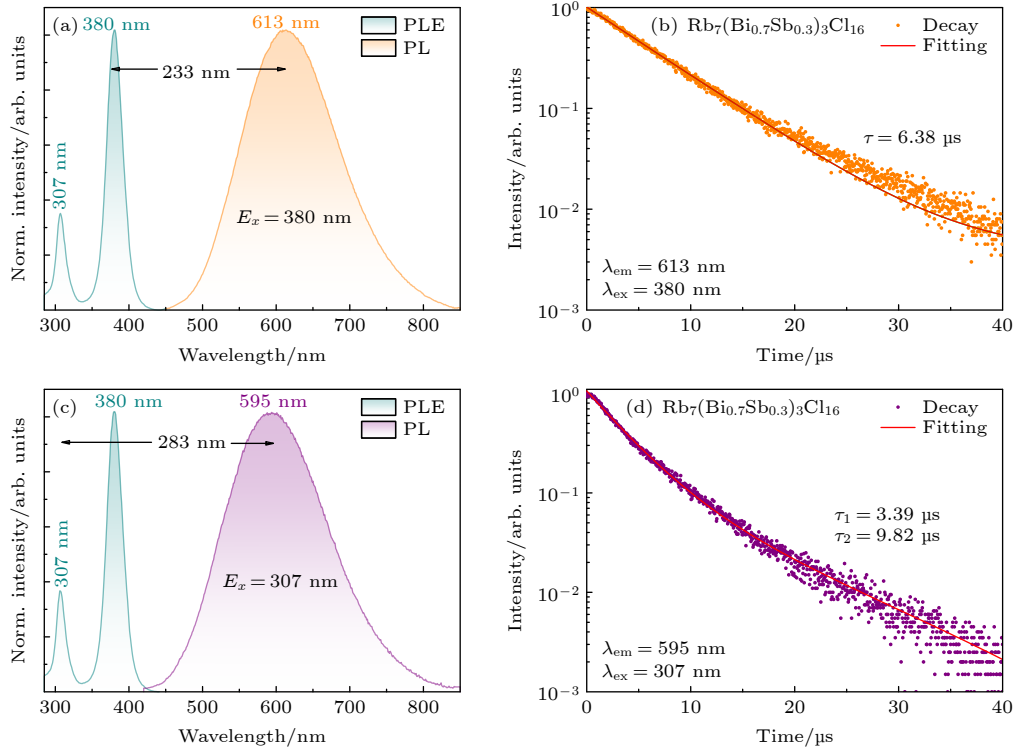 (a)
380 nm
613 nm
PLE
PL
233 nm
307 nm
Eₓ = 380 nm
Norm. intensity/arb. units
300 400 500 600 700 800
Wavelength/nm
(b) Rb₇(Bi₀.₇Sb₀.₃)₃Cl₁₆
Decay
Fitting
τ = 6.38 μs
λem = 613 nm
λex = 380 nm
Intensity/arb. units
10⁰
10⁻¹
10⁻²
10⁻³
0 10 20 30 40
Time/μs
(c)
380 nm
595 nm
PLE
PL
283 nm
307 nm
Eₓ = 307 nm
Norm. intensity/arb. units
300 400 500 600 700 800
Wavelength/nm
(d) Rb₇(Bi₀.₇Sb₀.₃)₃Cl₁₆
Decay
Fitting
τ₁ = 3.39 μs
τ₂ = 9.82 μs
λem = 595 nm
λex = 307 nm
Intensity/arb. units
10⁰
10⁻¹
10⁻²
10⁻³
0 10 20 30 40
Time/μs